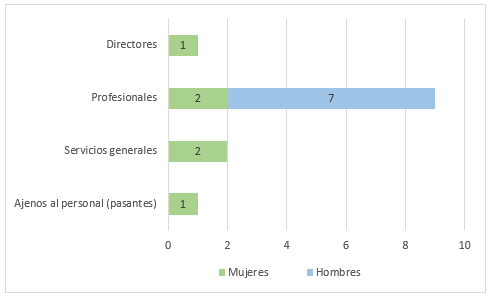 Directores
1
Profesionales
2
7
Servicios generales
2
Ajenos al personal (pasantes)
1
0 2 4 6 8 10
Mujeres Hombres